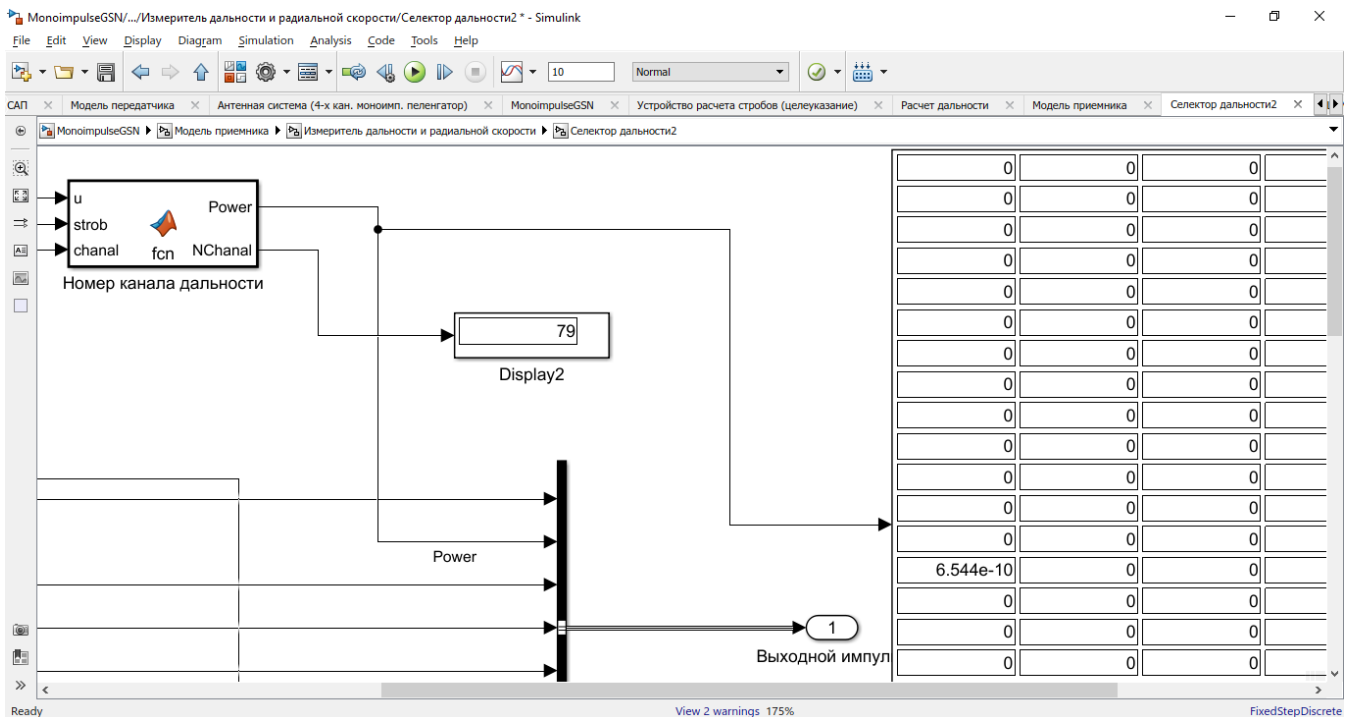 MonoimpulseGSN/.../Измеритель дальности и радиальной скорости/Селектор дальности2 * - Simulink
File Edit View Display Diagram Simulation Analysis Code Tools Help
10 Normal
САП Модель передатчика Антенная система (4-х кан. моноимп. пеленгатор) MonoimpulseGSN Устройство расчета стробов (целеуказание) Расчет дальности Модель приемника Селектор дальности2
MonoimpulseGSN Модель приемника Измеритель дальности и радиальной скорости Селектор дальности2
u
strob
chanal
fcn
Power
NChanal
Номер канала дальности
79
Display2
Power
1
Выходной импул
0 0 0
0 0 0
0 0 0
0 0 0
0 0 0
0 0 0
0 0 0
0 0 0
0 0 0
0 0 0
0 0 0
0 0 0
0 0 0
6.544e-10 0 0
0 0 0
0 0 0
0 0 0
Ready View 2 warnings 175% FixedStepDiscrete